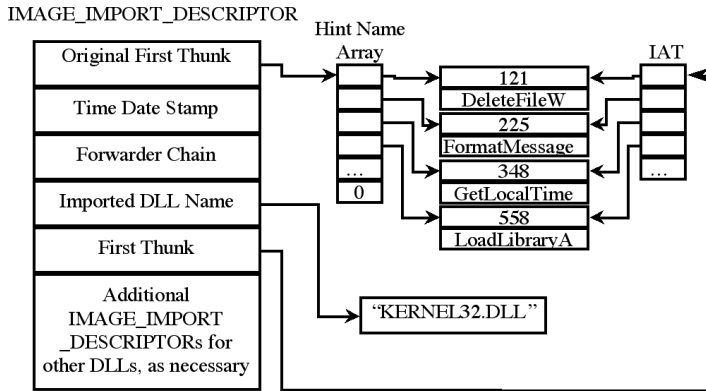 IMAGE_IMPORT_DESCRIPTOR
Original First Thunk
Time Date Stamp
Forwarder Chain
Imported DLL Name
First Thunk
Additional
IMAGE_IMPORT
_DESCRIPTORs for
other DLLs, as necessary
Hint Name
Array
...
0
121
DeleteFileW
225
FormatMessage
348
GetLocalTime
558
LoadLibraryA
“KERNEL32.DLL”
IAT
...